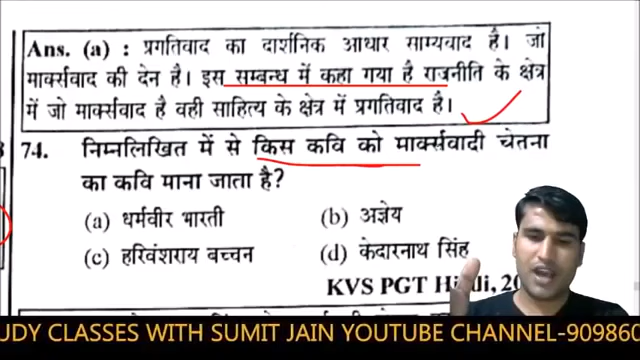 Ans. (a) : प्रगतिवाद का दार्शनिक आधार साम्यवाद है। जो
मार्क्सवाद की देन है। इस सम्बन्ध में कहा गया है राजनीति के क्षेत्र
में जो मार्क्सवाद है वही साहित्य के क्षेत्र में प्रगतिवाद है।
74. निम्नलिखित में से किस कवि को मार्क्सवादी चेतना
का कवि माना जाता है?
(a) धर्मवीर भारती (b) अज्ञेय
(c) हरिवंशराय बच्चन (d) केदारनाथ सिंह
KVS PGT
UDY CLASSES WITH SUMIT JAIN YOUTUBE CHANNEL-909860